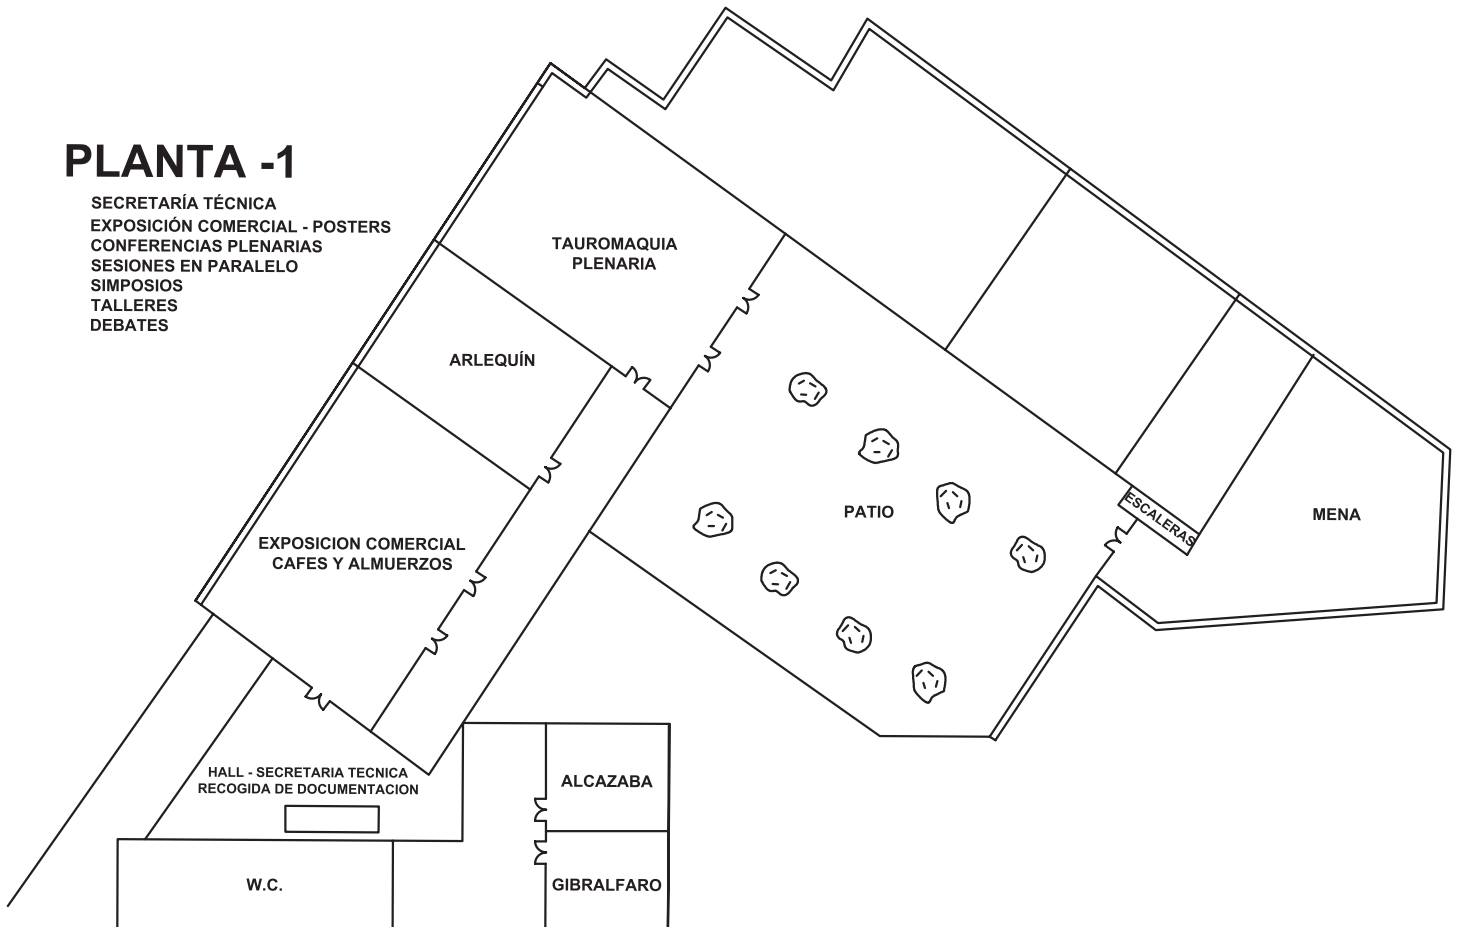 PLANTA -1
SECRETARÍA TÉCNICA
EXPOSICIÓN COMERCIAL - POSTERS
CONFERENCIAS PLENARIAS
SESIONES EN PARALELO
SIMPOSIOS
TALLERES
DEBATES
TAUROMAQUIA
PLENARIA
ARLEQUÍN
EXPOSICION COMERCIAL
CAFES Y ALMUERZOS
PATIO
ESCALERAS
MENA
HALL - SECRETARIA TECNICA
RECOGIDA DE DOCUMENTACION
ALCAZABA
W.C.
GIBRALFARO